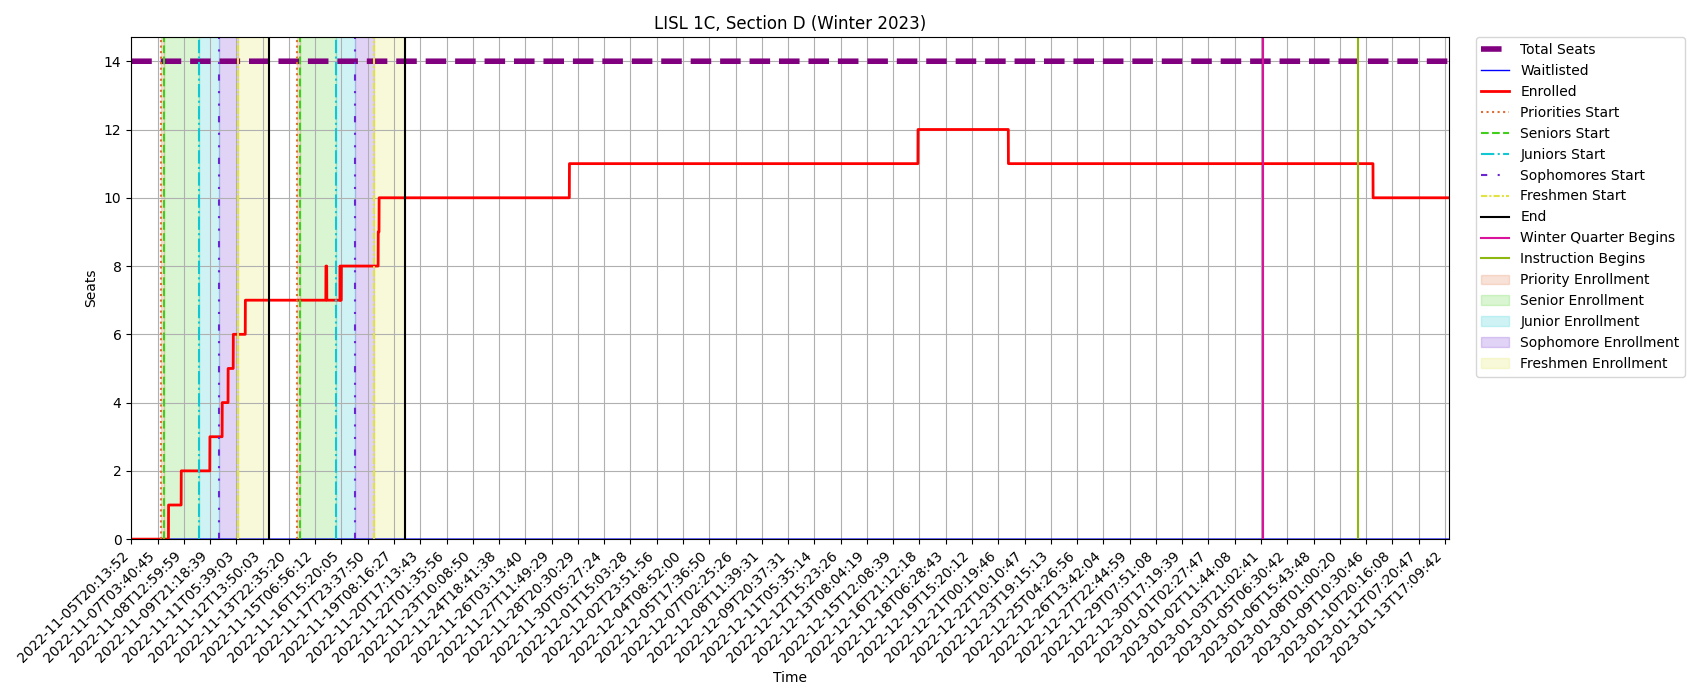 LISL 1C, Section D (Winter 2023)
Total Seats
Waitlisted
Enrolled
Priorities Start
Seniors Start
Juniors Start
Sophomores Start
Freshmen Start
End
Winter Quarter Begins
Instruction Begins
Priority Enrollment
Senior Enrollment
Junior Enrollment
Sophomore Enrollment
Freshmen Enrollment
Seats
14
12
10
8
6
4
2
0
2022-11-05T20:13:52
2022-11-07T03:40:45
2022-11-08T12:59:59
2022-11-09T21:18:39
2022-11-11T05:39:03
2022-11-12T13:50:03
2022-11-13T22:35:20
2022-11-15T06:56:12
2022-11-16T15:20:05
2022-11-17T23:37:50
2022-11-19T08:16:27
2022-11-20T17:13:43
2022-11-22T01:35:56
2022-11-23T10:08:50
2022-11-24T18:41:38
2022-11-26T03:13:40
2022-11-27T11:49:29
2022-11-28T20:30:29
2022-11-30T05:27:24
2022-12-01T15:03:28
2022-12-02T23:51:56
2022-12-04T08:52:00
2022-12-05T17:36:50
2022-12-07T02:25:26
2022-12-08T11:39:31
2022-12-09T20:37:31
2022-12-11T05:35:14
2022-12-12T15:23:26
2022-12-13T08:04:19
2022-12-15T12:08:39
2022-12-16T21:12:18
2022-12-18T06:28:43
2022-12-19T15:20:12
2022-12-21T00:19:46
2022-12-22T10:10:47
2022-12-23T19:15:13
2022-12-25T04:26:56
2022-12-26T13:42:04
2022-12-27T22:44:59
2022-12-29T07:51:08
2022-12-30T17:19:39
2023-01-01T02:27:47
2023-01-02T11:44:08
2023-01-03T21:02:41
2023-01-05T06:30:42
2023-01-06T15:43:48
2023-01-08T01:00:20
2023-01-09T10:30:46
2023-01-10T20:16:08
2023-01-12T07:20:47
2023-01-13T17:09:42
Time